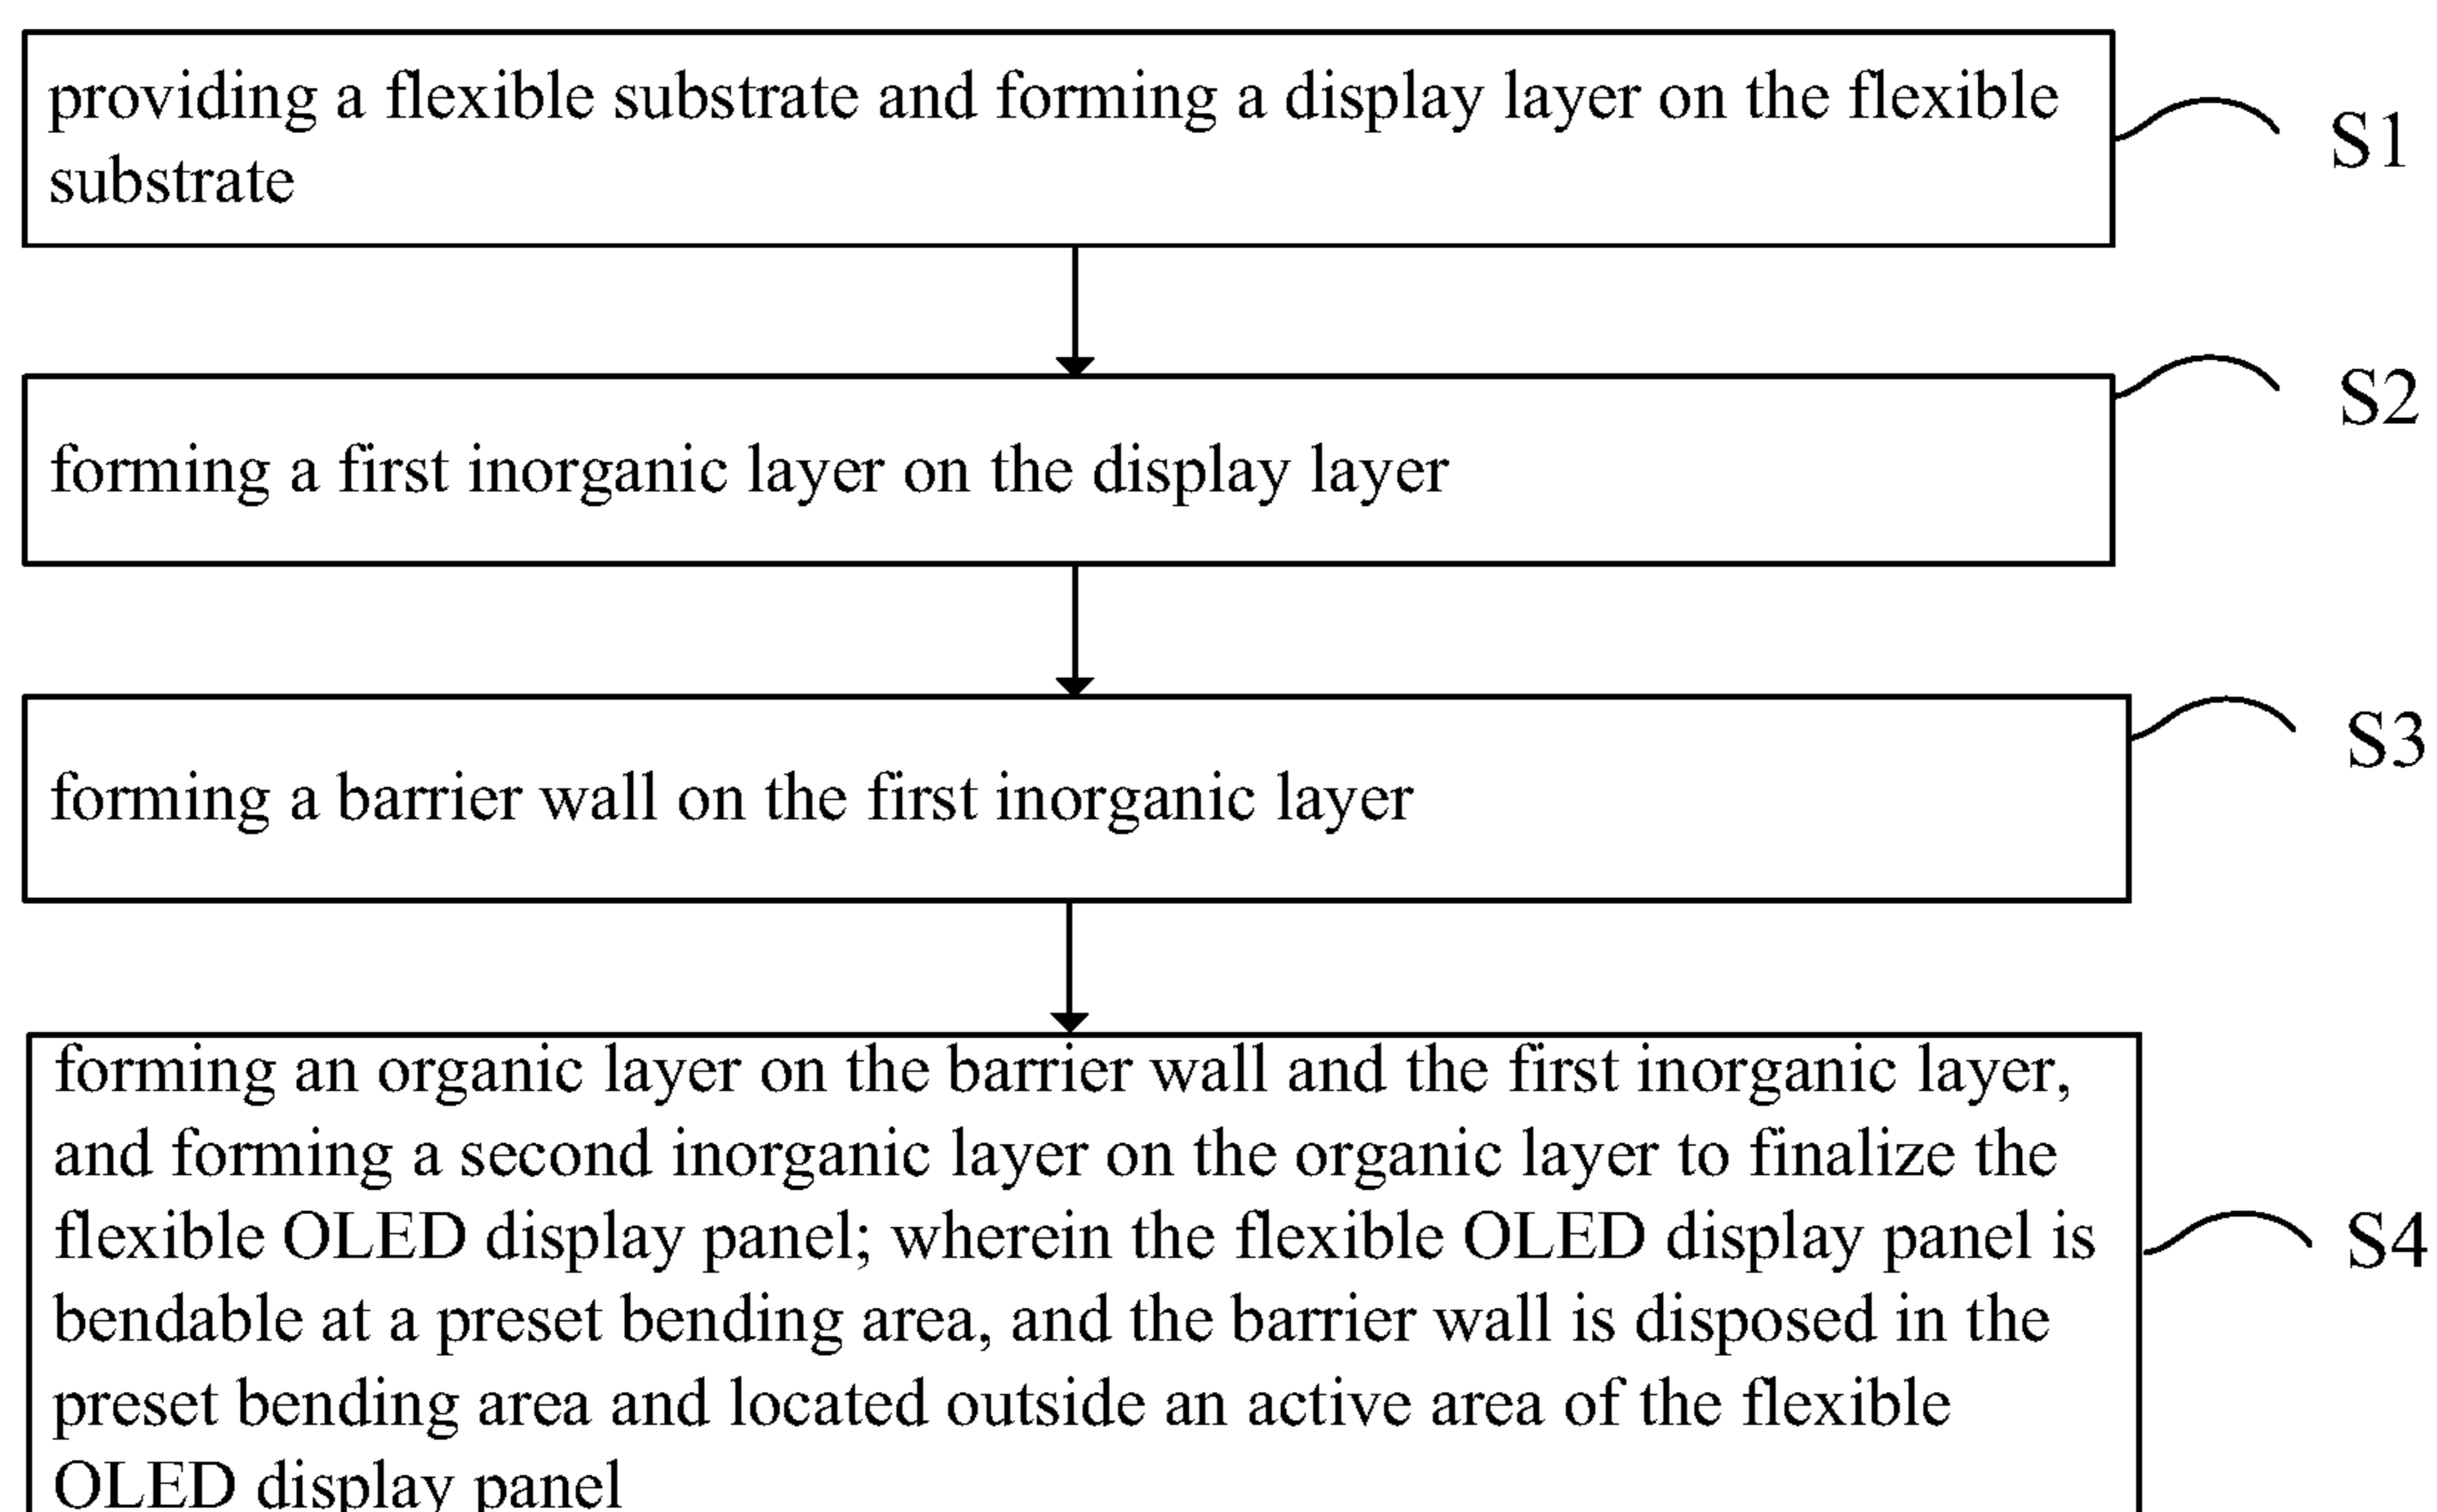 providing a flexible substrate and forming a display layer on the flexible
substrate
S1
forming a first inorganic layer on the display layer
S2
forming a barrier wall on the first inorganic layer
S3
forming an organic layer on the barrier wall and the first inorganic layer,
and forming a second inorganic layer on the organic layer to finalize the
flexible OLED display panel; wherein the flexible OLED display panel is
bendable at a preset bending area, and the barrier wall is disposed in the
preset bending area and located outside an active area of the flexible
OLED display panel
S4